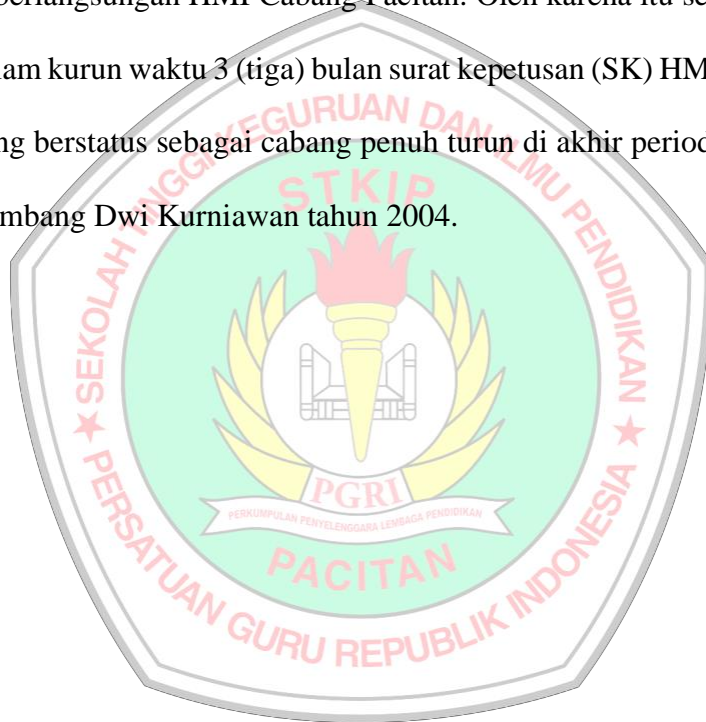 berlangsungan HMI Cabang Pacitan. Oleh karena itu se
lam kurun waktu 3 (tiga) bulan surat kepetusan (SK) HM
ng berstatus sebagai cabang penuh turun di akhir period
mbang Dwi Kurniawan tahun 2004.
SEKOLAH TINGGI KEGURUAN DAN ILMU PENDIDIKAN
STKIP
PGRI
PERKUMPULAN PENYELENGGARA LEMBAGA PENDIDIKAN
PACITAN
PERSATUAN GURU REPUBLIK INDONESIA